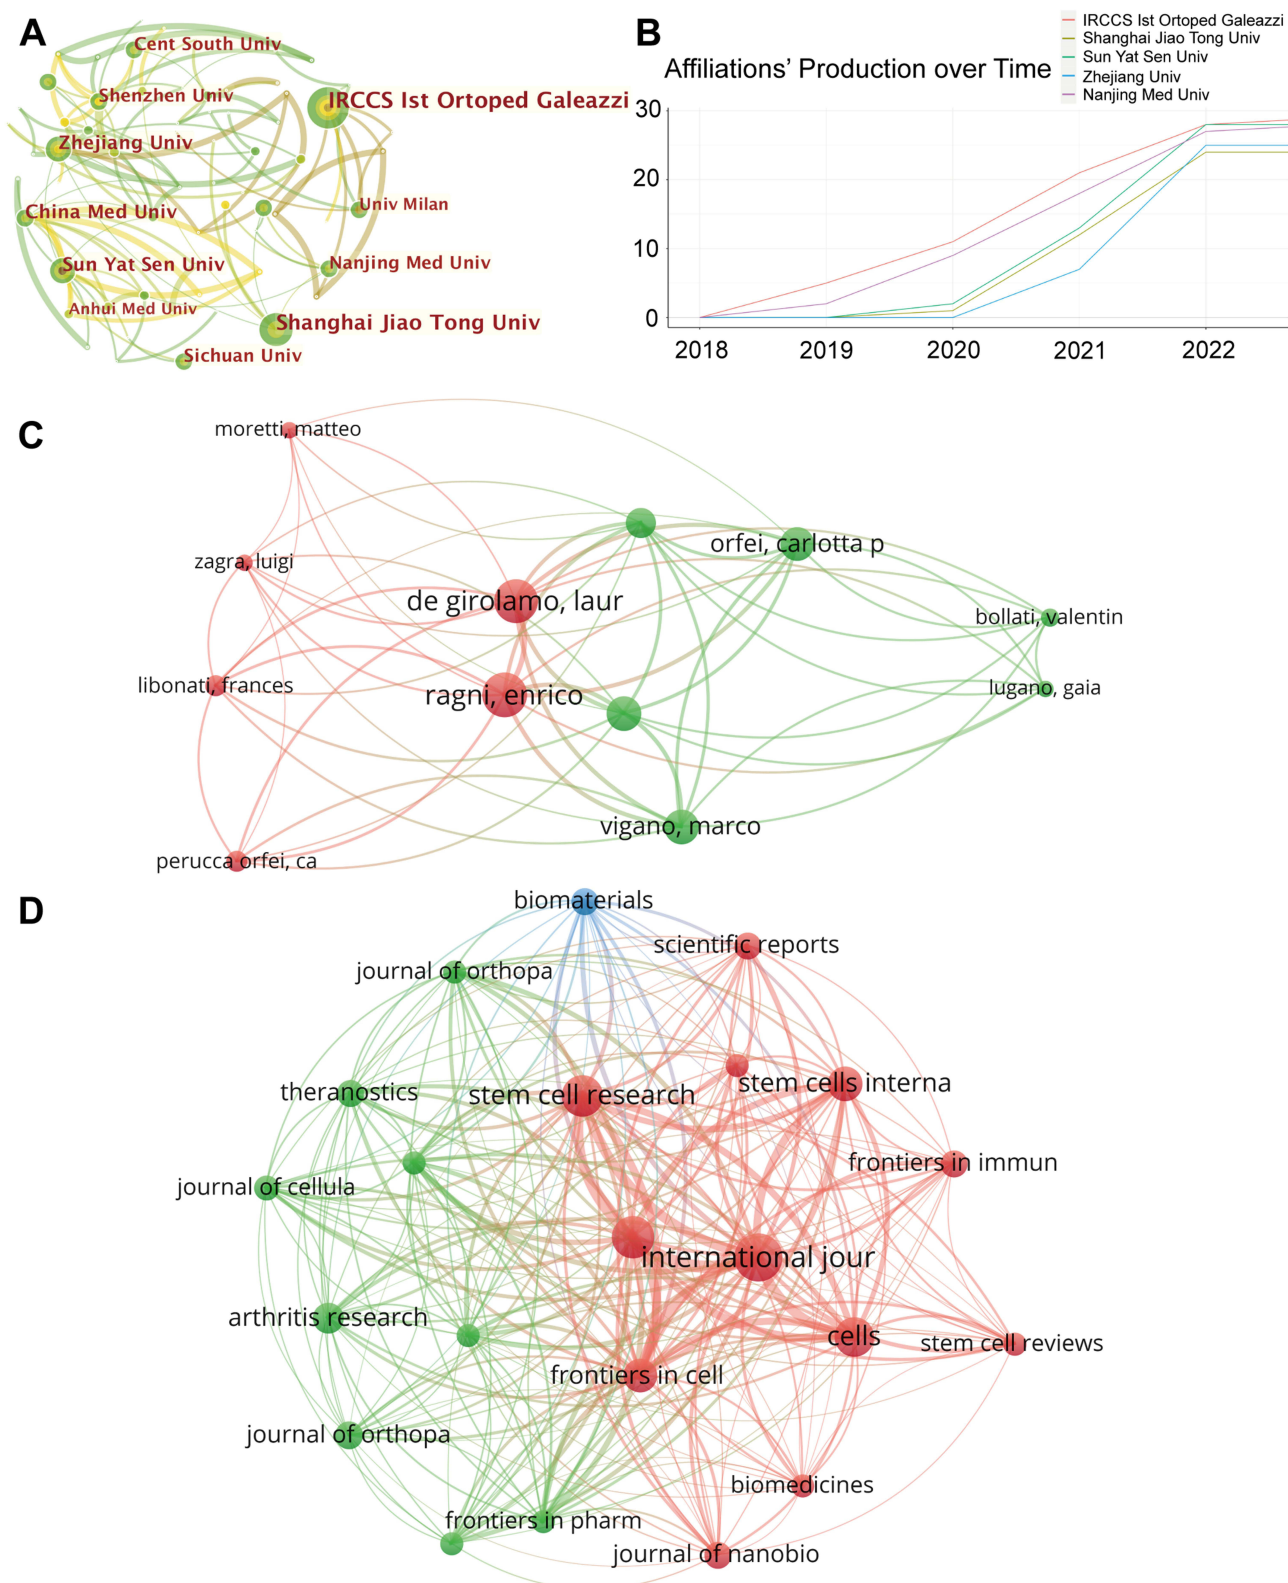 A
Cent South Univ
Shenzhen Univ
IRCCS Ist Ortoped Galeazzi
Zhejiang Univ
China Med Univ
Univ Milan
Sun Yat Sen Univ
Nanjing Med Univ
Anhui Med Univ
Shanghai Jiao Tong Univ
Sichuan Univ
B
Affiliations’ Production over Time
IRCCS Ist Ortoped Galeazzi
Shanghai Jiao Tong Univ
Sun Yat Sen Univ
Zhejiang Univ
Nanjing Med Univ
30
20
10
0
2018 2019 2020 2021 2022
C
moretti, matteo
orfei, carlotta p
zagra, luigi
de girolamo, laur
bollati, valentin
libonati, frances
ragni, enrico
lugano, gaia
vigano, marco
perucca orfei, ca
D
biomaterials
scientific reports
journal of orthopa
theranostics
stem cell research
stem cells interna
frontiers in immun
journal of cellula
international jour
arthritis research
cells
stem cell reviews
frontiers in cell
journal of orthopa
biomedicines
frontiers in pharm
journal of nanobio